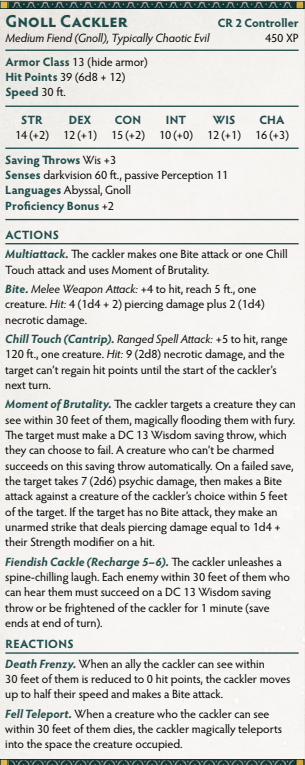 Gnoll Cackler CR 2 Controller
Medium Fiend (Gnoll), Typically Chaotic Evil 450 XP
Armor Class 13 (hide armor)
Hit Points 39 (6d8 + 12)
Speed 30 ft.
STR DEX CON INT WIS CHA
14 (+2) 12 (+1) 15 (+2) 10 (+0) 12 (+1) 16 (+3)
Saving Throws Wis +3
Senses darkvision 60 ft., passive Perception 11
Languages Abyssal, Gnoll
Proficiency Bonus +2
ACTIONS
Multiattack. The cackler makes one Bite attack or one Chill
Touch attack and uses Moment of Brutality.
Bite. Melee Weapon Attack: +4 to hit, reach 5 ft., one
creature. Hit: 4 (1d4 + 2) piercing damage plus 2 (1d4)
necrotic damage.
Chill Touch (Cantrip). Ranged Spell Attack: +5 to hit, range
120 ft., one creature. Hit: 9 (2d8) necrotic damage, and the
target can't regain hit points until the start of the cackler's
next turn.
Moment of Brutality. The cackler targets a creature they can
see within 30 feet of them, magically flooding them with fury.
The target must make a DC 13 Wisdom saving throw, which
they can choose to fail. A creature who can't be charmed
succeeds on this saving throw automatically. On a failed save,
the target takes 7 (2d6) psychic damage, then makes a Bite
attack against a creature of the cackler's choice within 5 feet
of the target. If the target has no Bite attack, they make an
unarmed strike that deals piercing damage equal to 1d4 +
their Strength modifier on a hit.
Fiendish Cackle (Recharge 5–6). The cackler unleashes a
spine-chilling laugh. Each enemy within 30 feet of them who
can hear them must succeed on a DC 13 Wisdom saving
throw or be frightened of the cackler for 1 minute (save
ends at end of turn).
REACTIONS
Death Frenzy. When an ally the cackler can see within
30 feet of them is reduced to 0 hit points, the cackler moves
up to half their speed and makes a Bite attack.
Fell Teleport. When a creature who the cackler can see
within 30 feet of them dies, the cackler magically teleports
into the space the creature occupied.